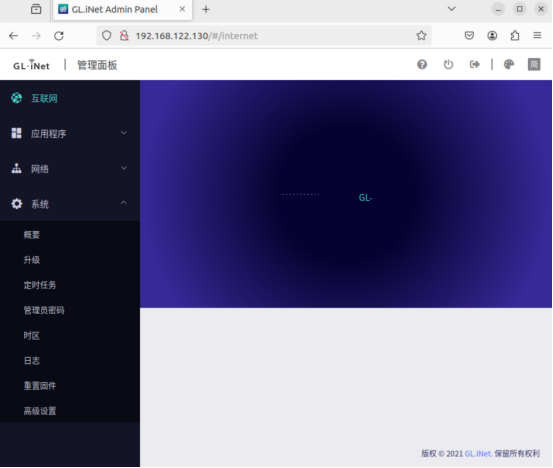 GL.iNet Admin Panel
192.168.122.130/#/internet
GL·iNet | 管理面板
简
互联网
应用程序
网络
系统
概要
升级
定时任务
管理员密码
时区
日志
重置固件
高级设置
GL-
版权 © 2021 GL.iNet. 保留所有权利